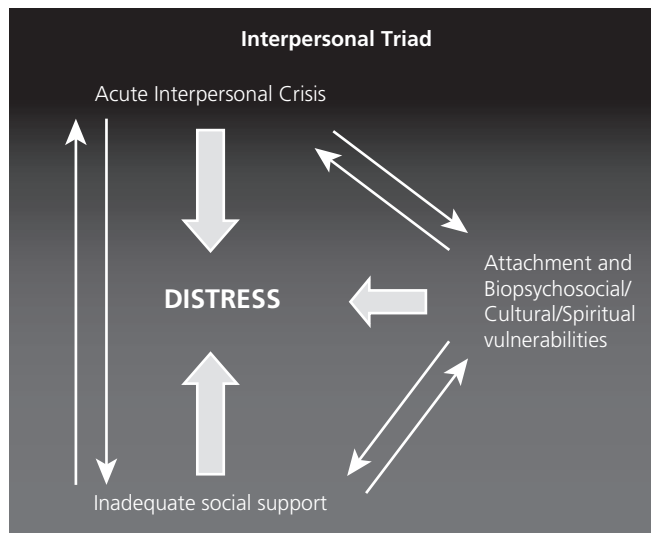 Interpersonal Triad
Acute Interpersonal Crisis
DISTRESS
Attachment and
Biopsychosocial/
Cultural/Spiritual
vulnerabilities
Inadequate social support